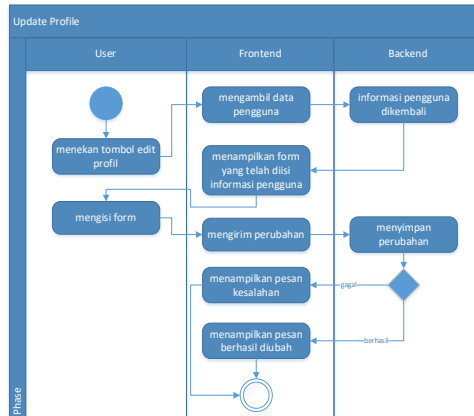 Update Profile
User
Frontend
Backend
mengambil data
pengguna
informasi pengguna
dikembali
menekan tombol edit
profil
menampilkan form
yang telah diisi
informasi pengguna
mengisi form
mengirim perubahan
menyimpan
perubahan
menampilkan pesan
kesalahan
gagal
menampilkan pesan
berhasil diubah
berhasil
Phase